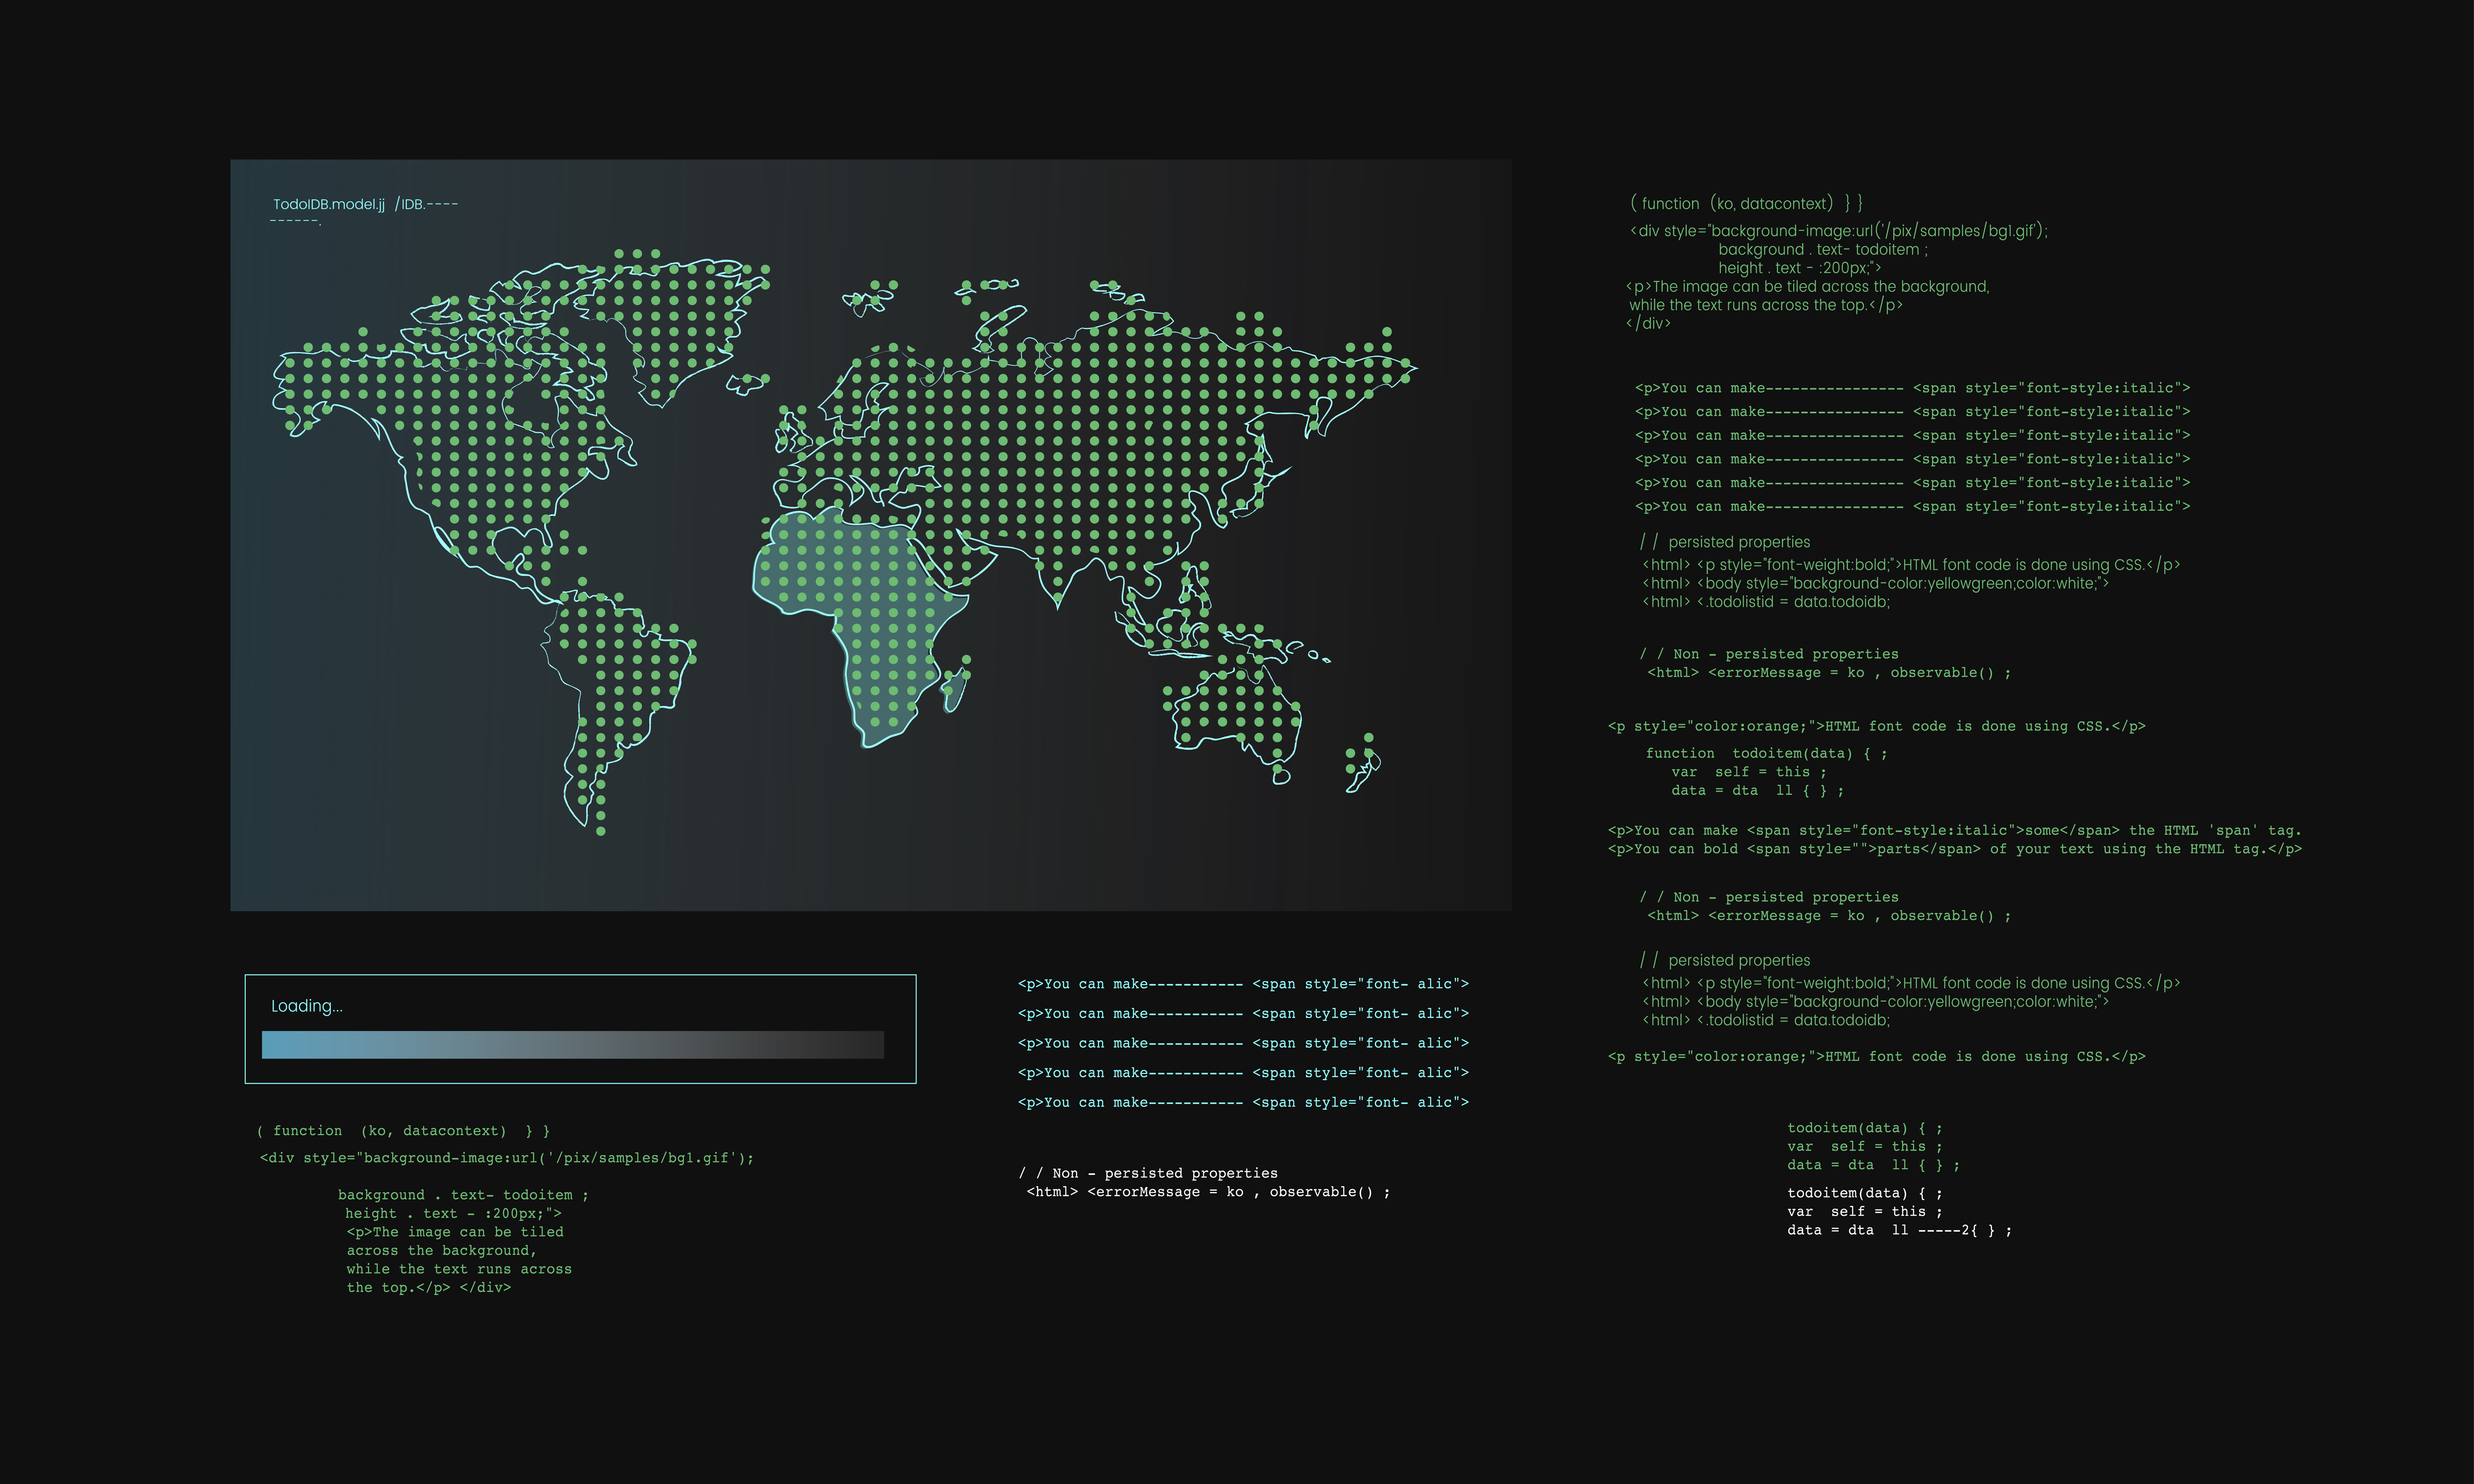 TodoIDB.model.jj /IDB.----
------.
( function (ko, datacontext) } }
<div style="background-image:url('/pix/samples/bg1.gif');
background . text- todoitem ;
height . text - :200px;">
<p>The image can be tiled across the background,
while the text runs across the top.</p>
</div>
<p>You can make---------------- <span style="font-style:italic">
<p>You can make---------------- <span style="font-style:italic">
<p>You can make---------------- <span style="font-style:italic">
<p>You can make---------------- <span style="font-style:italic">
<p>You can make---------------- <span style="font-style:italic">
<p>You can make---------------- <span style="font-style:italic">
/ / persisted properties
<html> <p style="font-weight:bold;">HTML font code is done using CSS.</p>
<html> <body style="background-color:yellowgreen;color:white;">
<html> <.todolistid = data.todoidb;
/ / Non - persisted properties
<html> <errorMessage = ko , observable() ;
<p style="color:orange;">HTML font code is done using CSS.</p>
function todoitem(data) { ;
var self = this ;
data = dta ll { } ;
<p>You can make <span style="font-style:italic">some</span> the HTML 'span' tag.
<p>You can bold <span style="">parts</span> of your text using the HTML tag.</p>
/ / Non - persisted properties
<html> <errorMessage = ko , observable() ;
/ / persisted properties
<html> <p style="font-weight:bold;">HTML font code is done using CSS.</p>
<html> <body style="background-color:yellowgreen;color:white;">
<html> <.todolistid = data.todoidb;
<p style="color:orange;">HTML font code is done using CSS.</p>
todoitem(data) { ;
var self = this ;
data = dta ll { } ;
todoitem(data) { ;
var self = this ;
data = dta ll -----2{ } ;
Loading...
( function (ko, datacontext) } }
<div style="background-image:url('/pix/samples/bg1.gif');
background . text- todoitem ;
height . text - :200px;">
<p>The image can be tiled
across the background,
while the text runs across
the top.</p> </div>
<p>You can make----------- <span style="font- alic">
<p>You can make----------- <span style="font- alic">
<p>You can make----------- <span style="font- alic">
<p>You can make----------- <span style="font- alic">
<p>You can make----------- <span style="font- alic">
/ / Non - persisted properties
<html> <errorMessage = ko , observable() ;